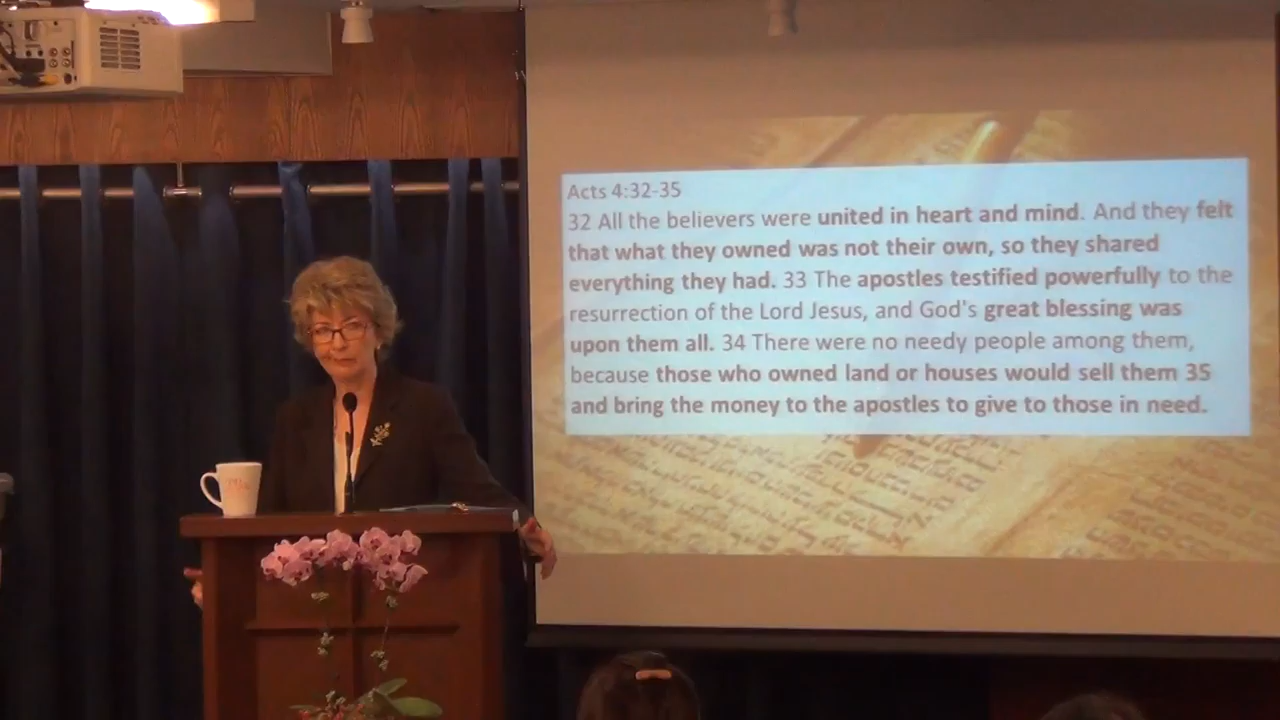 Acts 4:32-35
32 All the believers were united in heart and mind. And they felt
that what they owned was not their own, so they shared
everything they had. 33 The apostles testified powerfully to the
resurrection of the Lord Jesus, and God's great blessing was
upon them all. 34 There were no needy people among them,
because those who owned land or houses would sell them 35
and bring the money to the apostles to give to those in need.